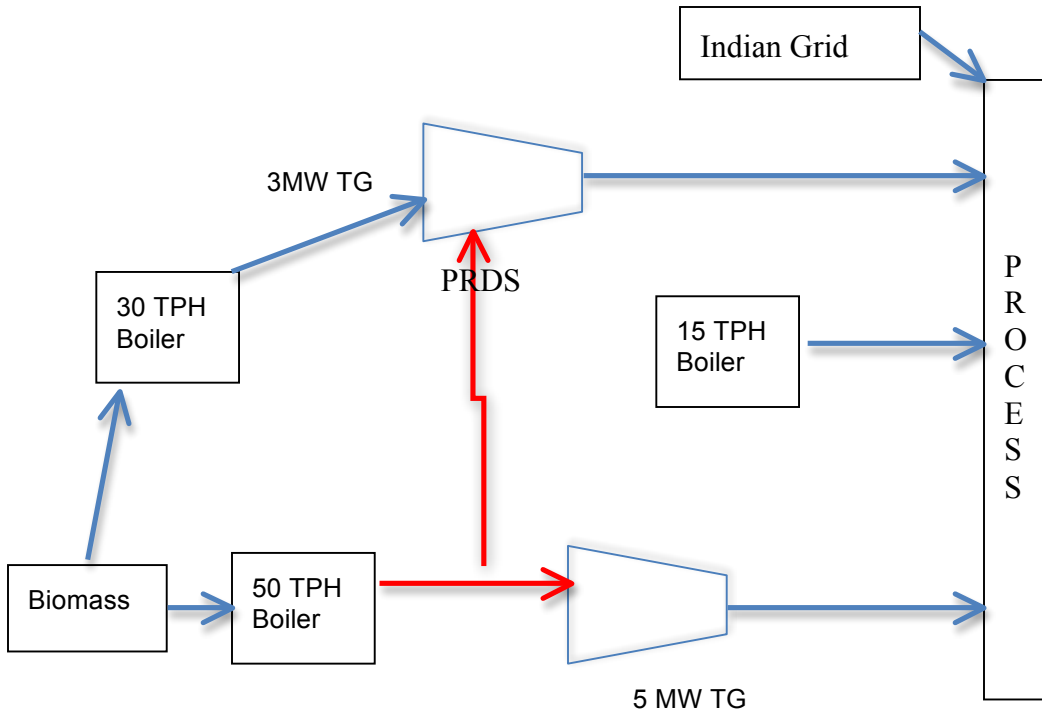 Indian Grid
3MW TG
PRDS
30 TPH
Boiler
15 TPH
Boiler
P
R
O
C
E
S
S
Biomass
50 TPH
Boiler
5 MW TG